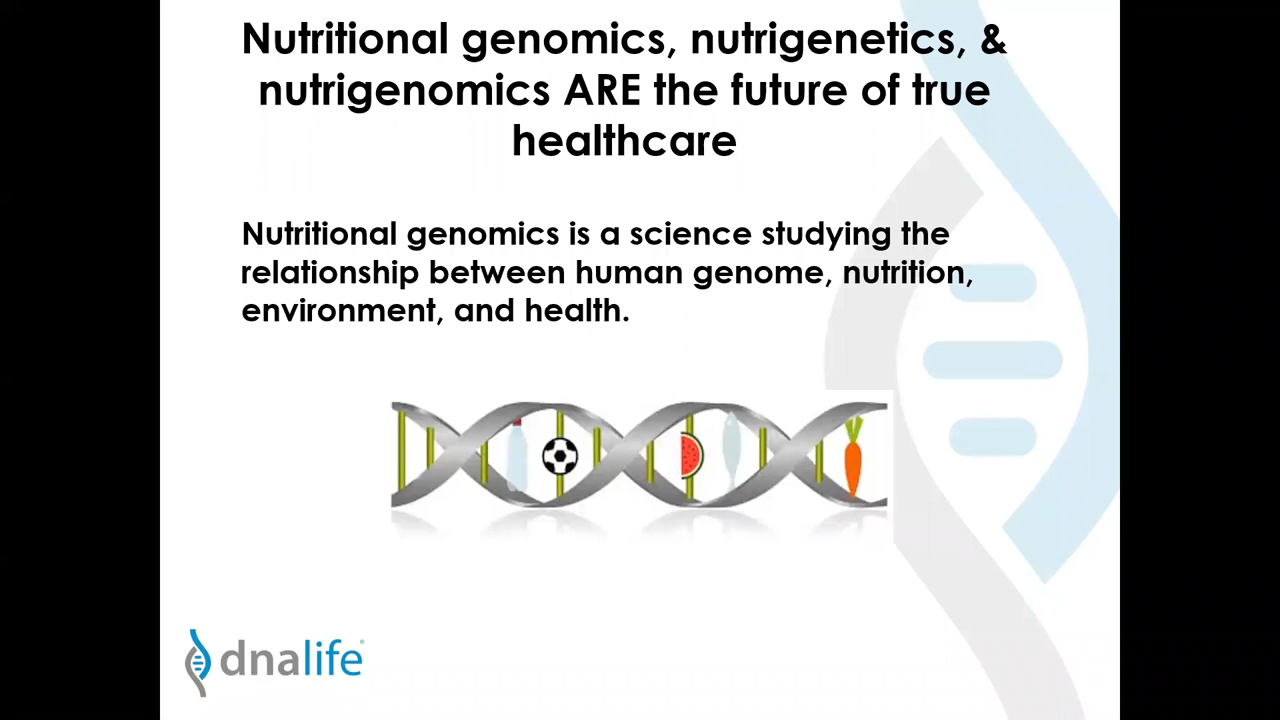 Nutritional genomics, nutrigenetics, &
nutrigenomics ARE the future of true
healthcare
Nutritional genomics is a science studying the
relationship between human genome, nutrition,
environment, and health.
dnalife